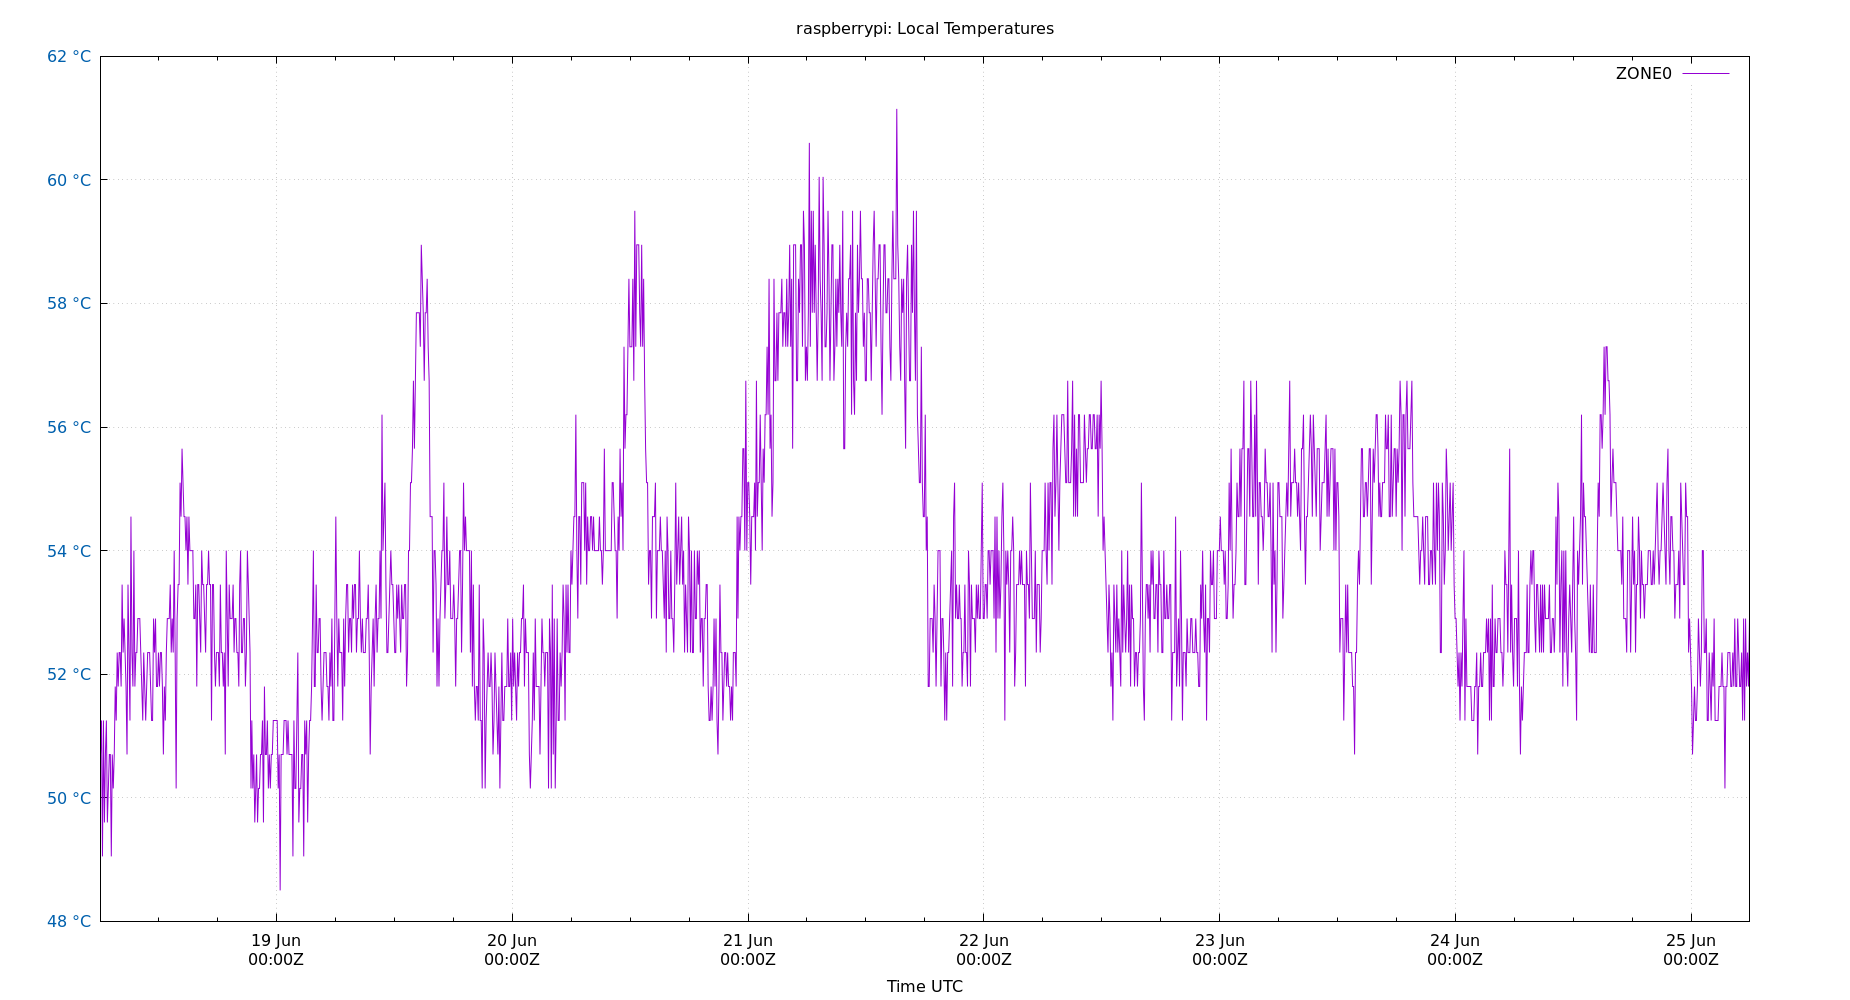 raspberrypi: Local Temperatures
62 °C
ZONE0
60 °C
58 °C
56 °C
54 °C
52 °C
50 °C
48 °C
19 Jun 20 Jun 21 Jun 22 Jun 23 Jun 24 Jun 25 Jun
00:00Z 00:00Z 00:00Z 00:00Z 00:00Z 00:00Z 00:00Z
Time UTC